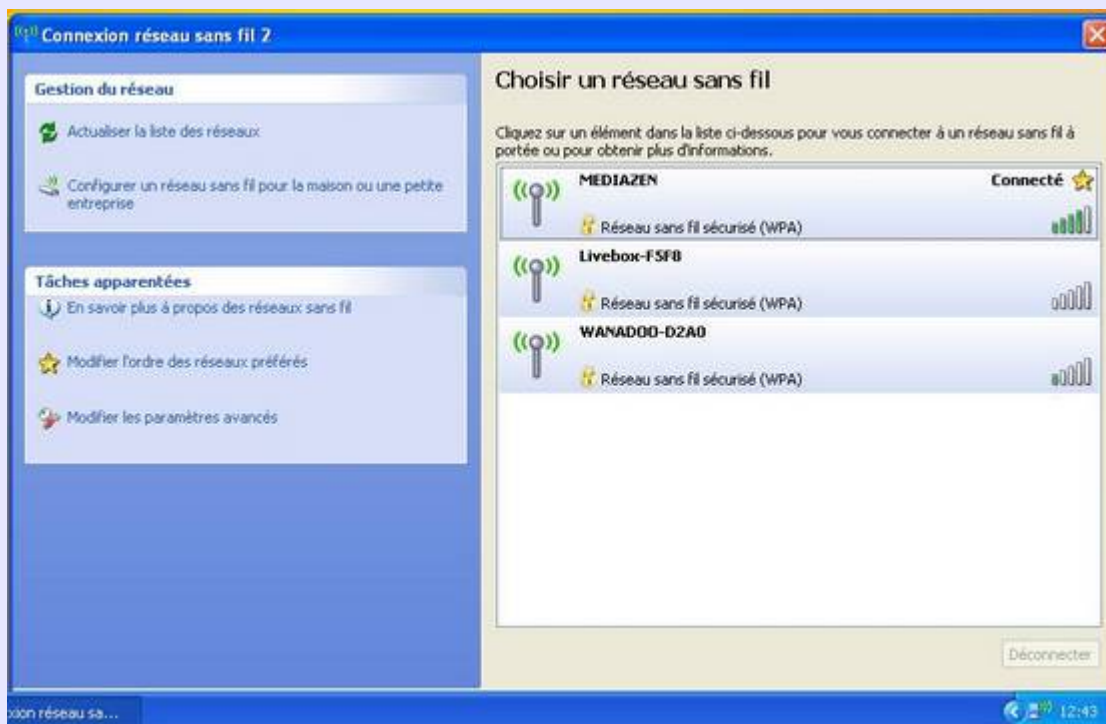 Connexion réseau sans fil 2
Gestion du réseau
Actualiser la liste des réseaux
Configurer un réseau sans fil pour la maison ou une petite
entreprise
Tâches apparentées
En savoir plus à propos des réseaux sans fil
Modifier l'ordre des réseaux préférés
Modifier les paramètres avancés
Choisir un réseau sans fil
Cliquez sur un élément dans la liste ci-dessous pour vous connecter à un réseau sans fil à
portée ou pour obtenir plus d'informations.
MEDIAZEN
Connecté
Réseau sans fil sécurisé (WPA)
Livebox-F5F8
Réseau sans fil sécurisé (WPA)
WANADOO-D2A0
Réseau sans fil sécurisé (WPA)
Déconnecter
xion réseau sa...
12:43